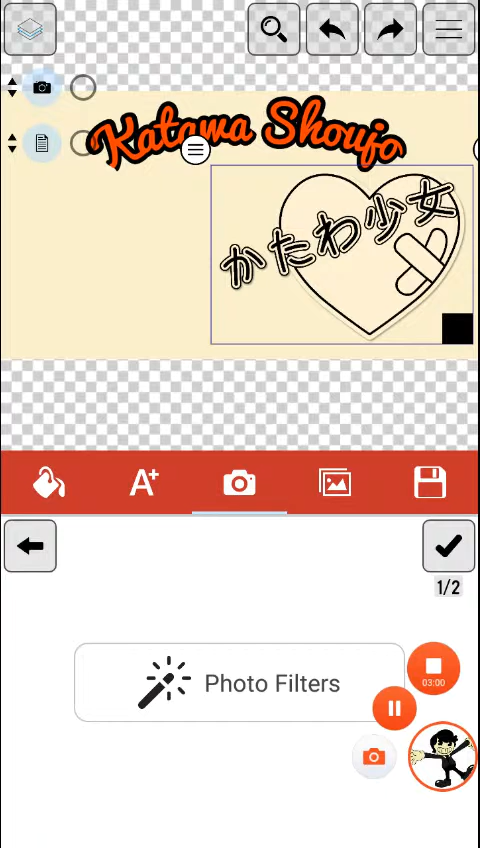 Katawa Shoujo
かたわ少女
A+
1/2
Photo Filters
03:00